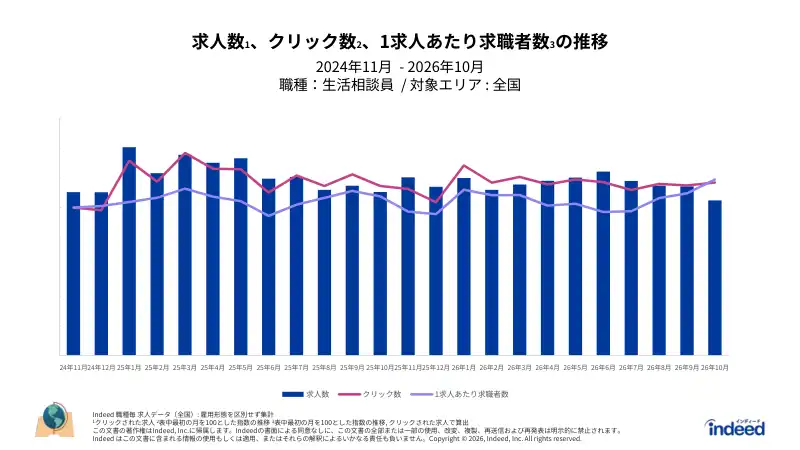 求人数1、クリック数2、1求人あたり求職者数3の推移
2024年11月 - 2026年10月
職種：生活相談員 / 対象エリア : 全国
24年11月 24年12月 25年1月 25年2月 25年3月 25年4月 25年5月 25年6月 25年7月 25年8月 25年9月 25年10月 25年11月 25年12月 26年1月 26年2月 26年3月 26年4月 26年5月 26年6月 26年7月 26年8月 26年9月 26年10月
求人数 クリック数 1求人あたり求職者数
Indeed 職種毎 求人データ（全国）: 雇用形態を区別せず集計
¹クリックされた求人 ²表中最初の月を100とした指数の推移 ³表中最初の月を100とした指数の推移, クリックされた求人で算出
この文書の著作権はIndeed, Inc.に帰属します。Indeedの書面による同意なしに、この文書の全部または一部の使用、改変、複製、再送信および再発表は明示的に禁止されます。
Indeed はこの文書に含まれる情報の使用もしくは適用、またはそれらの解釈によるいかなる責任も負いません。Copyright © 2026, Indeed, Inc. All rights reserved.
インディード
indeed